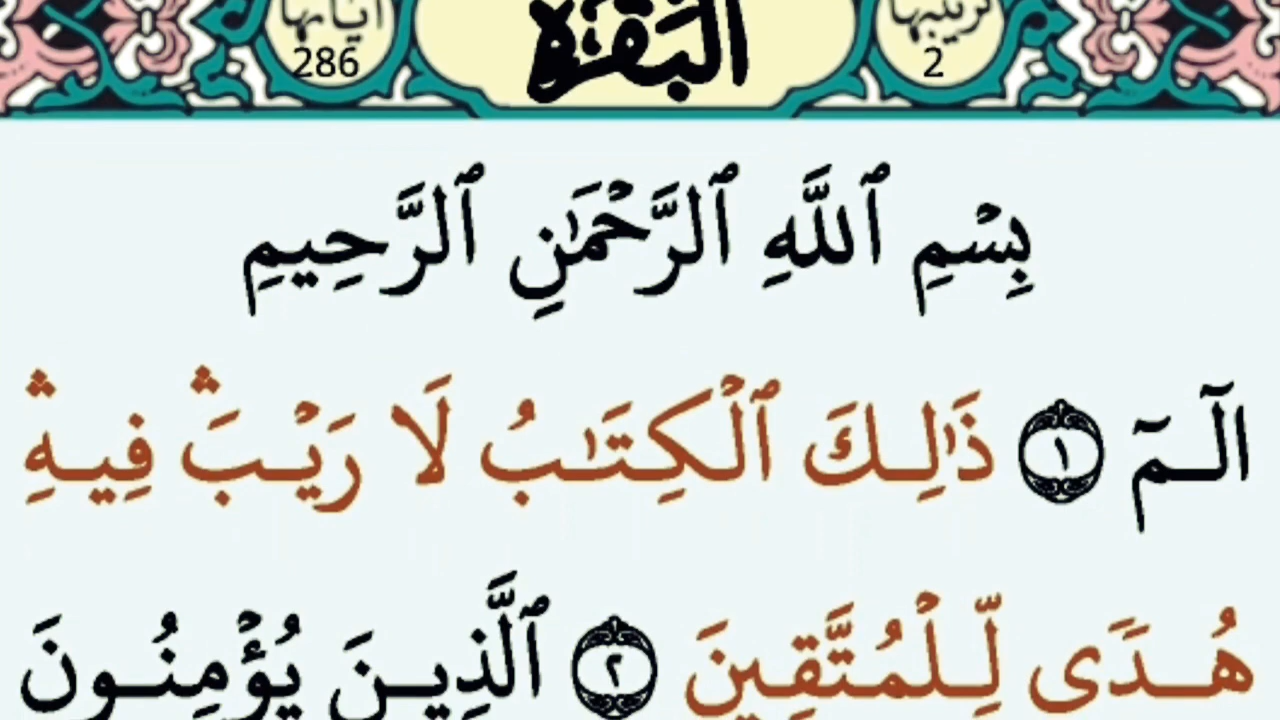 ترتيبها
2
البقرة
آياتها
286
بِسْمِ ٱللَّهِ ٱلرَّحْمَٰنِ ٱلرَّحِيمِ
الٓمٓ ١ ذَٰلِكَ ٱلْكِتَٰبُ لَا رَيْبَ ۛ فِيهِ ۛ
هُدًى لِّلْمُتَّقِينَ ٢ ٱلَّذِينَ يُؤْمِنُونَ